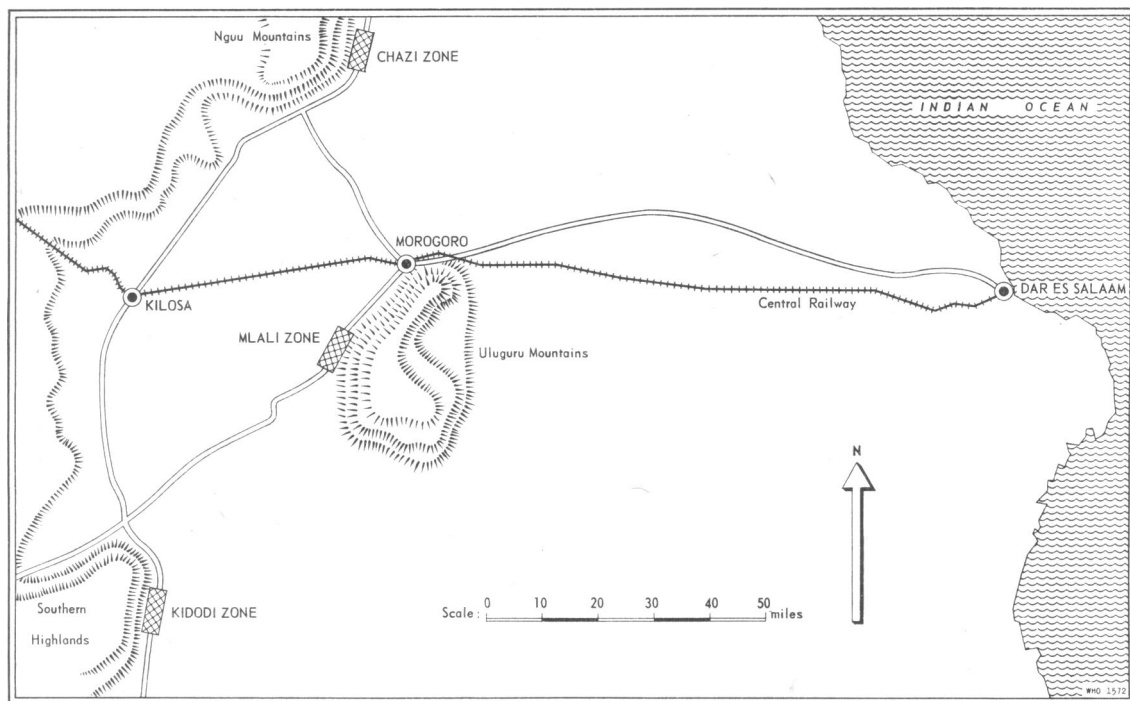 Nguu Mountains
CHAZI ZONE
INDIAN OCEAN
MOROGORO
KILOSA
DAR ES SALAAM
Central Railway
MLALI ZONE
Uluguru Mountains
N
Southern
Highlands
KIDODI ZONE
Scale: 0 10 20 30 40 50 miles
WHO 1572